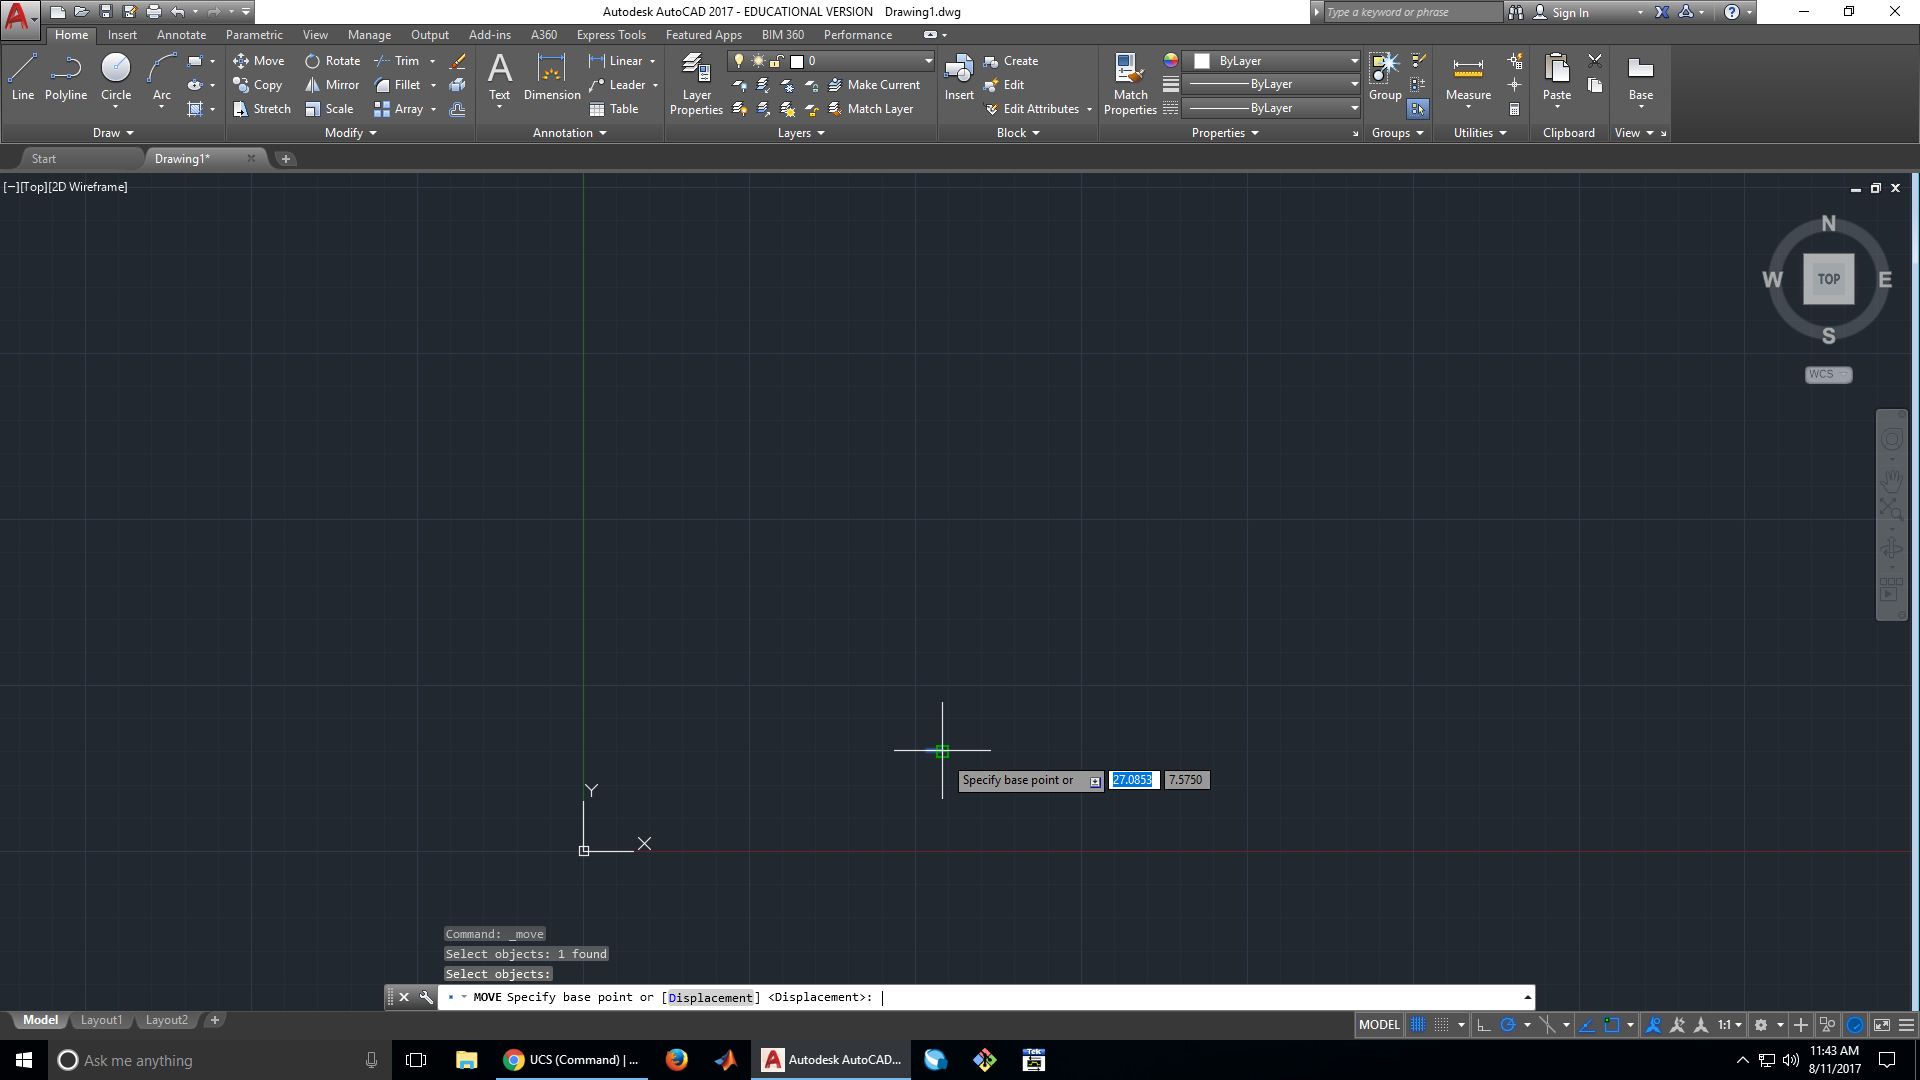 Autodesk AutoCAD 2017 - EDUCATIONAL VERSION    Drawing1.dwg
Type a keyword or phrase
Sign In
Home Insert Annotate Parametric View Manage Output Add-ins A360 Express Tools Featured Apps BIM 360 Performance
Line Polyline Circle Arc
Draw
Move Rotate Trim
Copy Mirror Fillet
Stretch Scale Array
Modify
Text Dimension
Linear
Leader
Table
Annotation
Layer Properties
0
Make Current
Match Layer
Layers
Insert
Create
Edit
Edit Attributes
Block
Match Properties
ByLayer
ByLayer
ByLayer
Properties
Group
Groups
Measure
Utilities
Paste
Clipboard
Base
View
Start
Drawing1*
[−][Top][2D Wireframe]
N
W TOP E
S
WCS
Specify base point or 27.0853 7.5750
Y
X
Command: _move
Select objects: 1 found
Select objects:
MOVE Specify base point or [Displacement] <Displacement>:
Model Layout1 Layout2
MODEL 1:1
Ask me anything
UCS (Command) | ...
Autodesk AutoCAD...
Tek
11:43 AM
8/11/2017